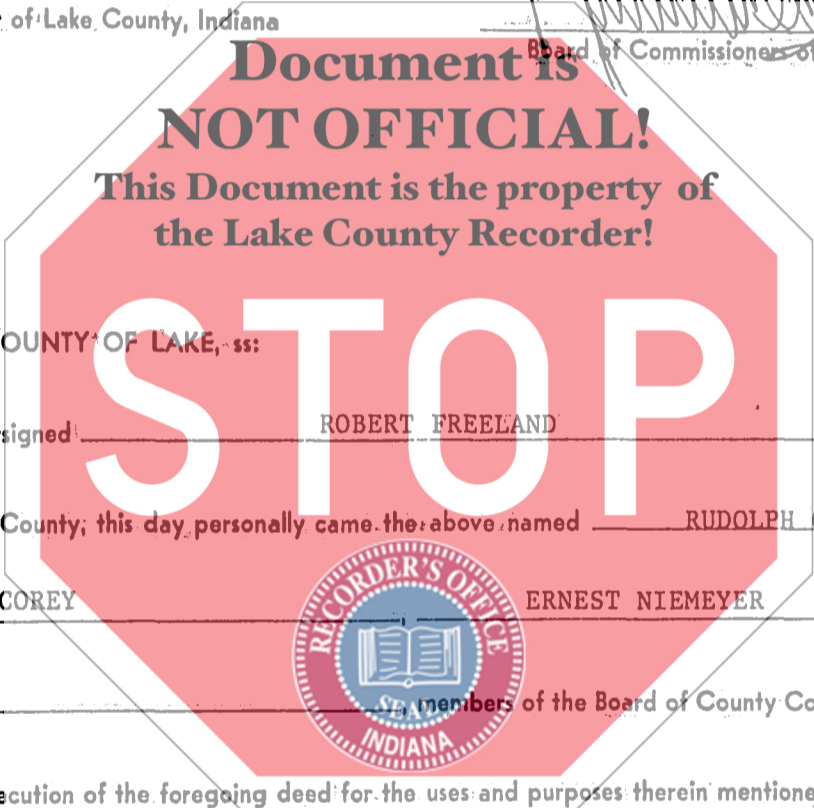 of Lake County, Indiana
Board of Commissioners of
Document is
NOT OFFICIAL!
This Document is the property of
the Lake County Recorder!
STOP
OUNTY OF LAKE, ss:
signed ROBERT FREELAND
County; this day personally came the above named RUDOLPH
COREY, ERNEST NIEMEYER
RECORDER'S OFFICE
SEAL
INDIANA
, members of the Board of County Co
ecution of the foregoing deed for the uses and purposes therein mentione